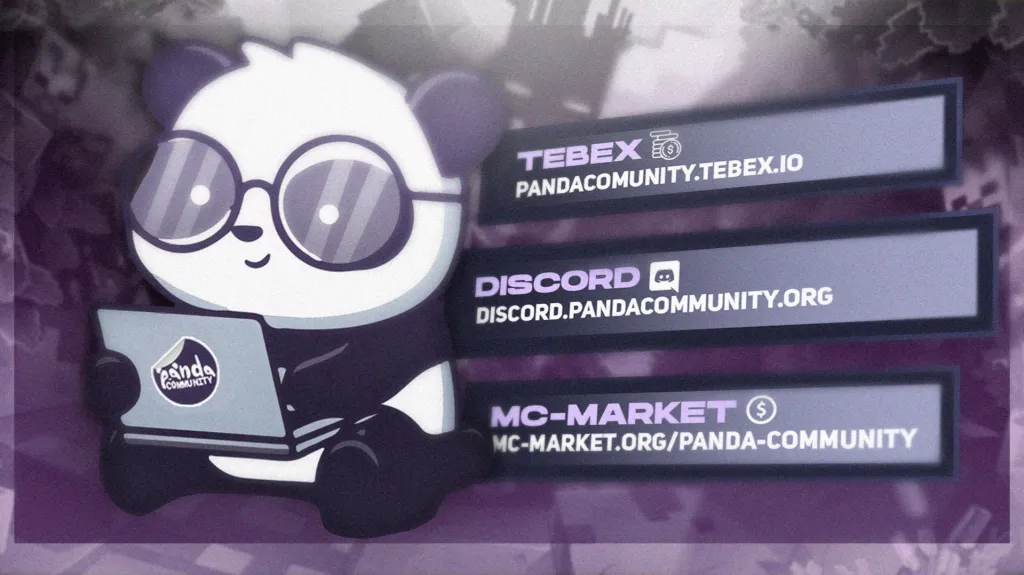 TEBEX
PANDACOMUNITY.TEBEX.IO
DISCORD
DISCORD.PANDACOMMUNITY.ORG
MC-MARKET
MC-MARKET.ORG/PANDA-COMMUNITY
Panda
COMMUNITY